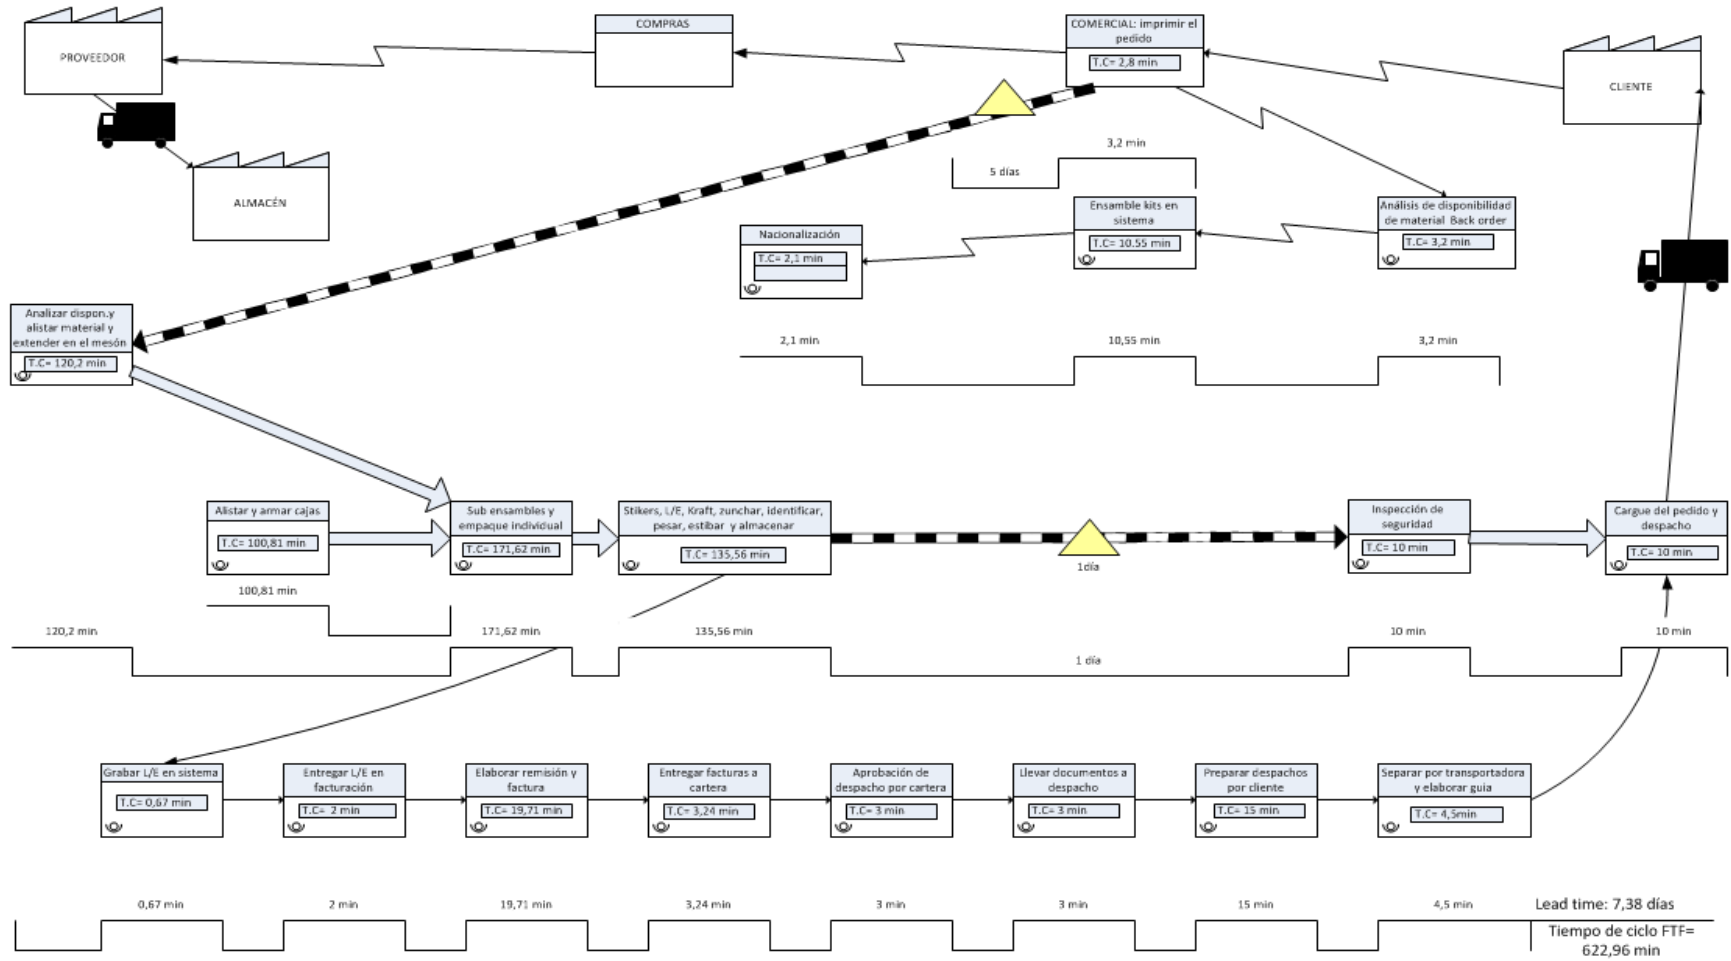 PROVEEDOR
COMPRAS
COMERCIAL: imprimir el
pedido
T.C= 2,8 min
CLIENTE
ALMACÉN
3,2 min
5 días
Nacionalización
T.C= 2,1 min
Ensamble kits en
sistema
T.C= 10.55 min
Análisis de disponibilidad
de material Back order
T.C= 3,2 min
2,1 min
10,55 min
3,2 min
Analizar dispon.y
alistar material y
extender en el mesón
T.C= 120,2 min
Alistar y armar cajas
T.C= 100,81 min
Sub ensambles y
empaque individual
T.C= 171,62 min
Stikers, L/E, Kraft, zunchar, identificar,
pesar, estibar y almacenar
T.C= 135,56 min
1día
Inspección de
seguridad
T.C= 10 min
Cargue del pedido y
despacho
T.C= 10 min
100,81 min
120,2 min
171,62 min
135,56 min
1 día
10 min
10 min
Grabar L/E en sistema
T.C= 0,67 min
Entregar L/E en
facturación
T.C= 2 min
Elaborar remisión y
factura
T.C= 19,71 min
Entregar facturas a
cartera
T.C= 3,24 min
Aprobación de
despacho por cartera
T.C= 3 min
Llevar documentos a
despacho
T.C= 3 min
Preparar despachos
por cliente
T.C= 15 min
Separar por transportadora
y elaborar guia
T.C= 4,5min
0,67 min
2 min
19,71 min
3,24 min
3 min
3 min
15 min
4,5 min
Lead time: 7,38 días
Tiempo de ciclo FTF=
622,96 min